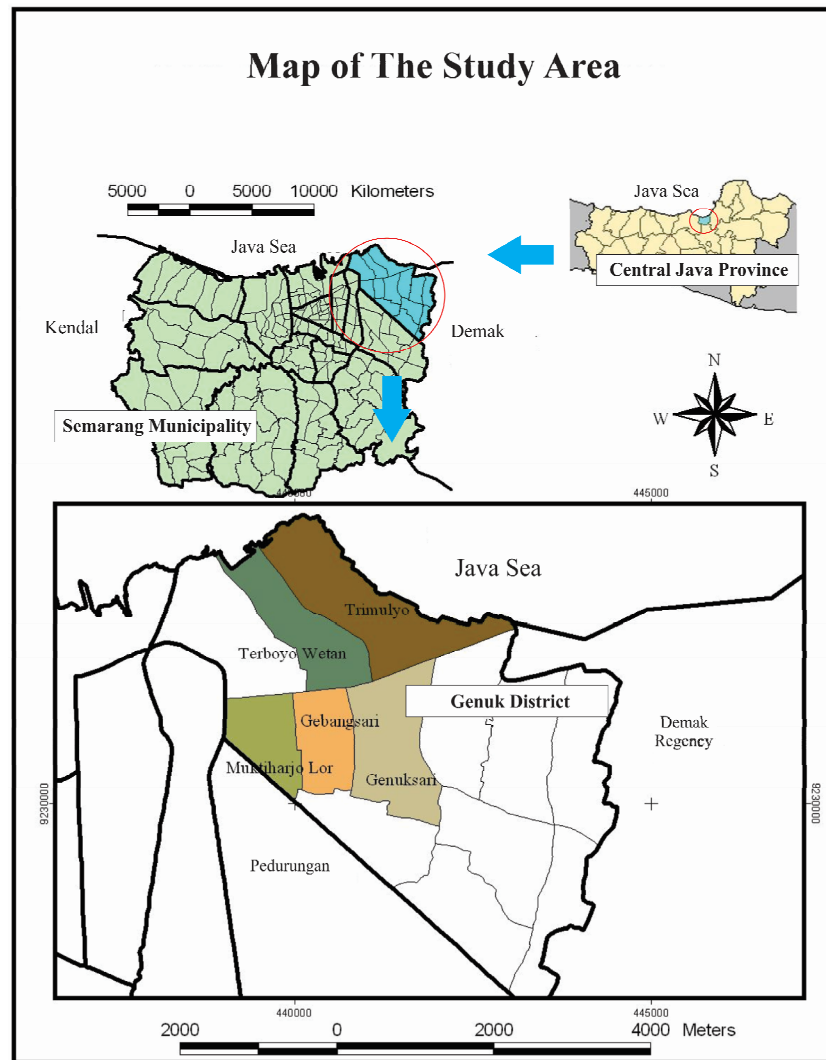 Map of The Study Area
5000 0 5000 10000 Kilometers
Java Sea
Java Sea
Central Java Province
Kendal
Demak
Semarang Municipality
N
W E
S
445000
Java Sea
Trimulyo
Terboyo Wetan
Genuk District
Gebangsari
Demak
Regency
Muktiharjo Lor
Genuksari
9230000
9230000
Pedurungan
440000
445000
2000 0 2000 4000 Meters